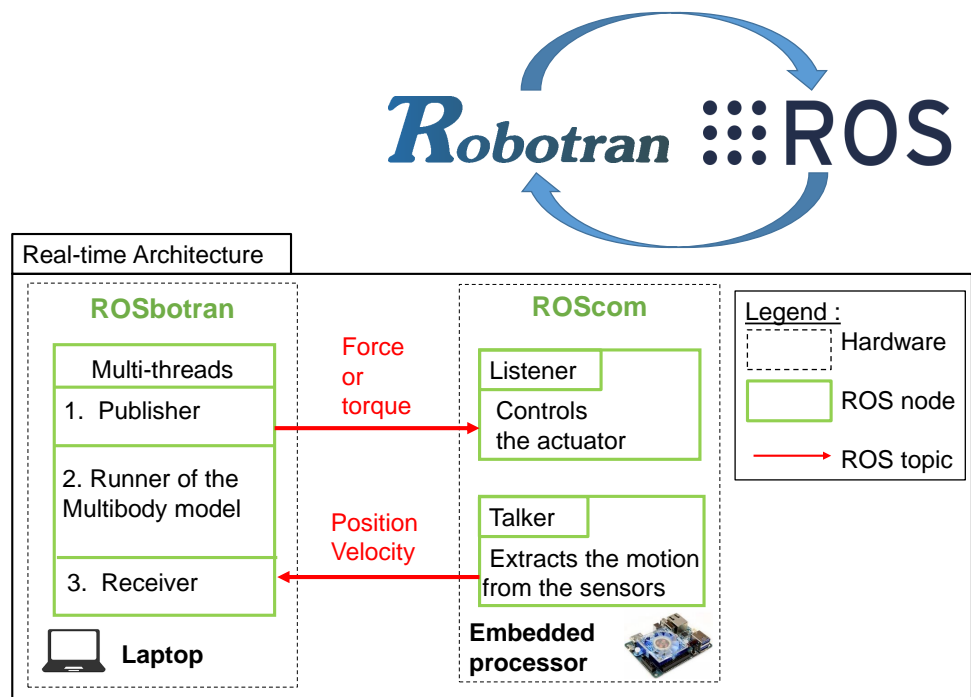 Robotran ROS
Real-time Architecture
ROSbotran
Multi-threads
1. Publisher
2. Runner of the
Multibody model
3. Receiver
Laptop
Force
or
torque
Position
Velocity
ROScom
Listener
Controls
the actuator
Talker
Extracts the motion
from the sensors
Embedded
processor
Legend :
Hardware
ROS node
ROS topic